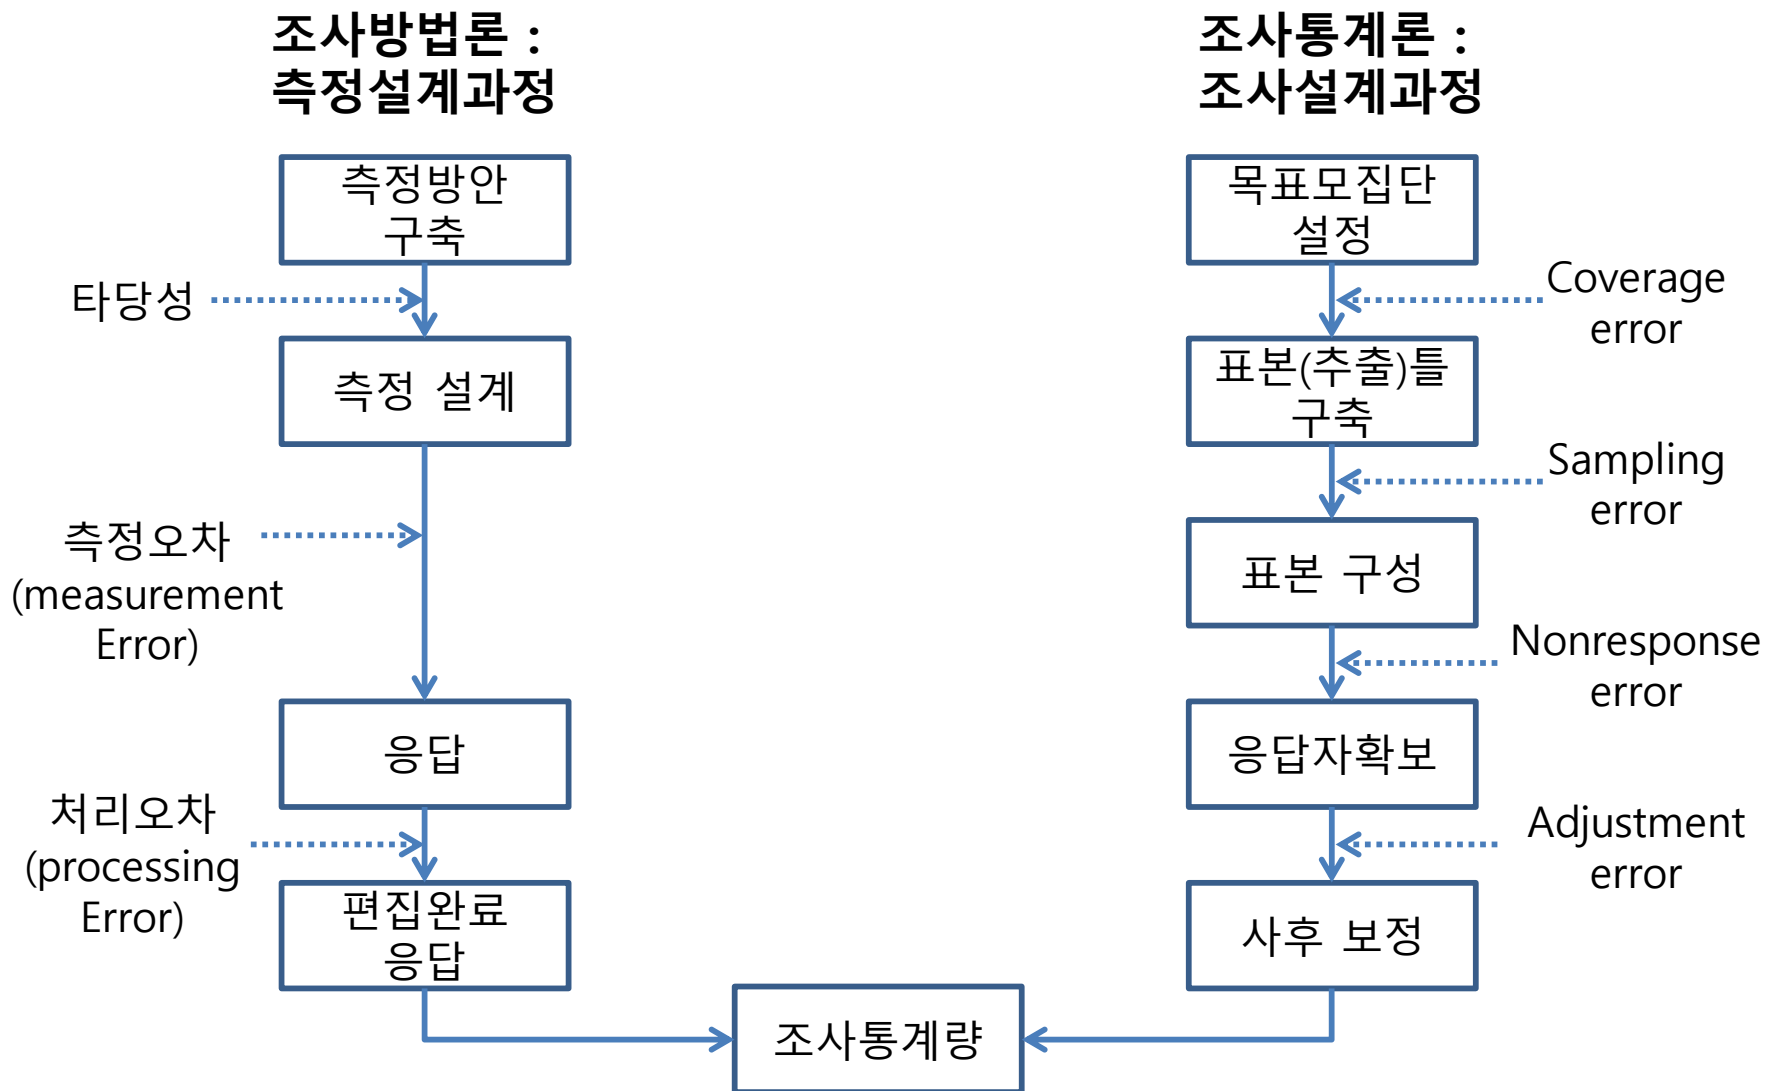 조사방법론 :
측정설계과정
측정방안
구축
타당성
측정 설계
측정오차
(measurement
Error)
응답
처리오차
(processing
Error)
편집완료
응답
조사통계론 :
조사설계과정
목표모집단
설정
Coverage
error
표본(추출)틀
구축
Sampling
error
표본 구성
Nonresponse
error
응답자확보
Adjustment
error
사후 보정
조사통계량